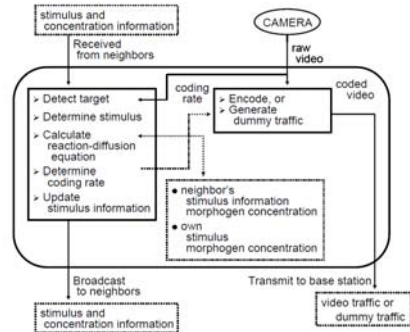 stimulus and
concentration information
CAMERA
Received
from neighbors
raw
video
coding
rate
coded
video
➢ Detect target
➢ Determine stimulus
➢ Calculate
reaction-diffusion
equation
➢ Determine
coding rate
➢ Update
stimulus information
➢ Encode, or
➢ Generate
dummy traffic
● neighbor's
stimulus information
morphogen concentration
● own
stimulus
morphogen concentration
Broadcast
to neighbors
Transmit to base station
stimulus
and concentration information
video traffic or
dummy traffic